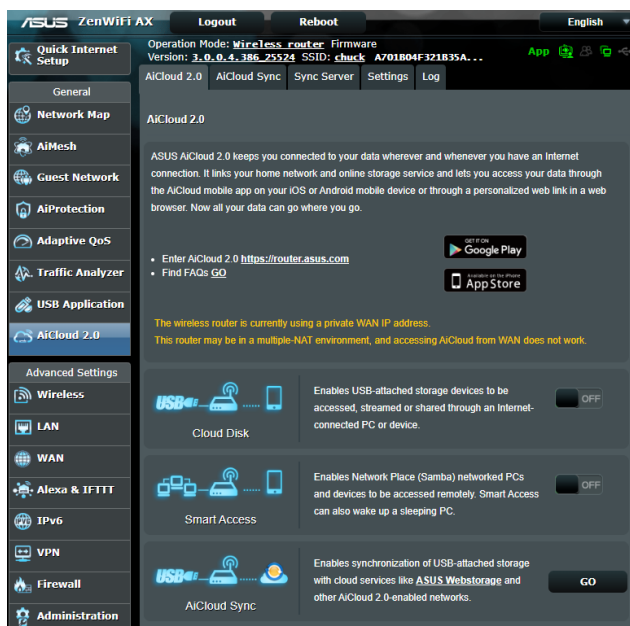 ASUS ZenWiFi AX
Logout
Reboot
English
Quick Internet
Setup
Operation Mode: Wireless router Firmware
Version: 3.0.0.4.386_25524 SSID: chuck A701B04F321B35A...
App
General
Network Map
AiMesh
Guest Network
AiProtection
Adaptive QoS
Traffic Analyzer
USB Application
AiCloud 2.0
Advanced Settings
Wireless
LAN
WAN
Alexa & IFTTT
IPv6
VPN
Firewall
Administration
AiCloud 2.0 AiCloud Sync Sync Server Settings Log
AiCloud 2.0
ASUS AiCloud 2.0 keeps you connected to your data wherever and whenever you have an Internet
connection. It links your home network and online storage service and lets you access your data through
the AiCloud mobile app on your iOS or Android mobile device or through a personalized web link in a web
browser. Now all your data can go where you go.
• Enter AiCloud 2.0 https://router.asus.com
• Find FAQs GO
GET IT ON
Google Play
Available on the iPhone
App Store
The wireless router is currently using a private WAN IP address.
This router may be in a multiple-NAT environment, and accessing AiCloud from WAN does not work.
USB
Cloud Disk
Enables USB-attached storage devices to be
accessed, streamed or shared through an Internet-
connected PC or device.
OFF
Smart Access
Enables Network Place (Samba) networked PCs
and devices to be accessed remotely. Smart Access
can also wake up a sleeping PC.
OFF
USB
AiCloud Sync
Enables synchronization of USB-attached storage
with cloud services like ASUS Webstorage and
other AiCloud 2.0-enabled networks.
GO